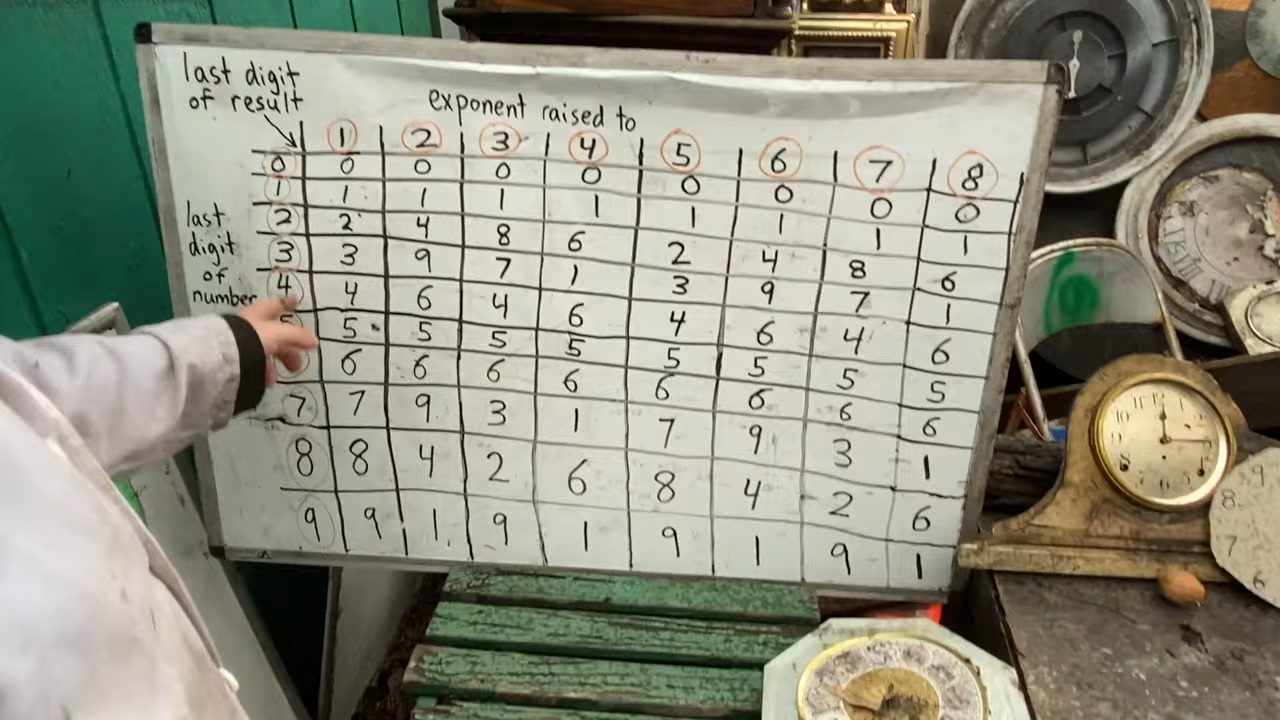 last digit
of result
exponent raised to
1 2 3 4 5 6 7 8
0 0 0 0 0 0 0 0 0
1 1 1 1 1 1 1 1 1
2 2 4 8 6 2 4 8 6
3 3 9 7 1 3 9 7 1
4 4 6 4 6 4 6 4 6
5 5 5 5 5 5 5 5 5
6 6 6 6 6 6 6 6
7 7 9 3 1 7 9 3 1
8 8 4 2 6 8 4 2 6
9 9 1 9 1 9 1 9 1
last
digit
of
number
9
8
7
6